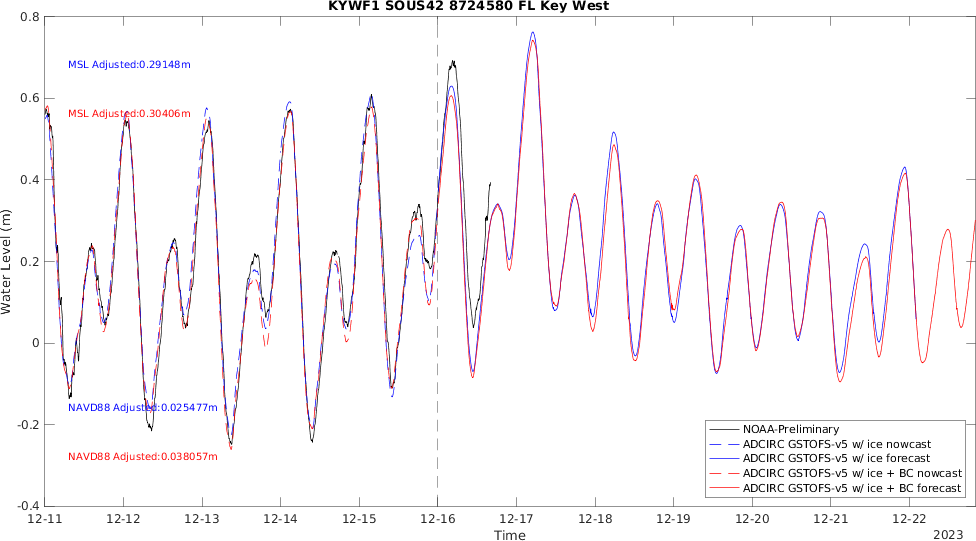 KYWF1 SOUS42 8724580 FL Key West
0.8
0.6
0.4
0.2
0
-0.2
-0.4
Water Level (m)
MSL Adjusted:0.29148m
MSL Adjusted:0.30406m
NAVD88 Adjusted:0.025477m
NAVD88 Adjusted:0.038057m
NOAA-Preliminary
ADCIRC GSTOFS-v5 w/ ice nowcast
ADCIRC GSTOFS-v5 w/ ice forecast
ADCIRC GSTOFS-v5 w/ ice + BC nowcast
ADCIRC GSTOFS-v5 w/ ice + BC forecast
12-11 12-12 12-13 12-14 12-15 12-16 12-17 12-18 12-19 12-20 12-21 12-22
Time
2023